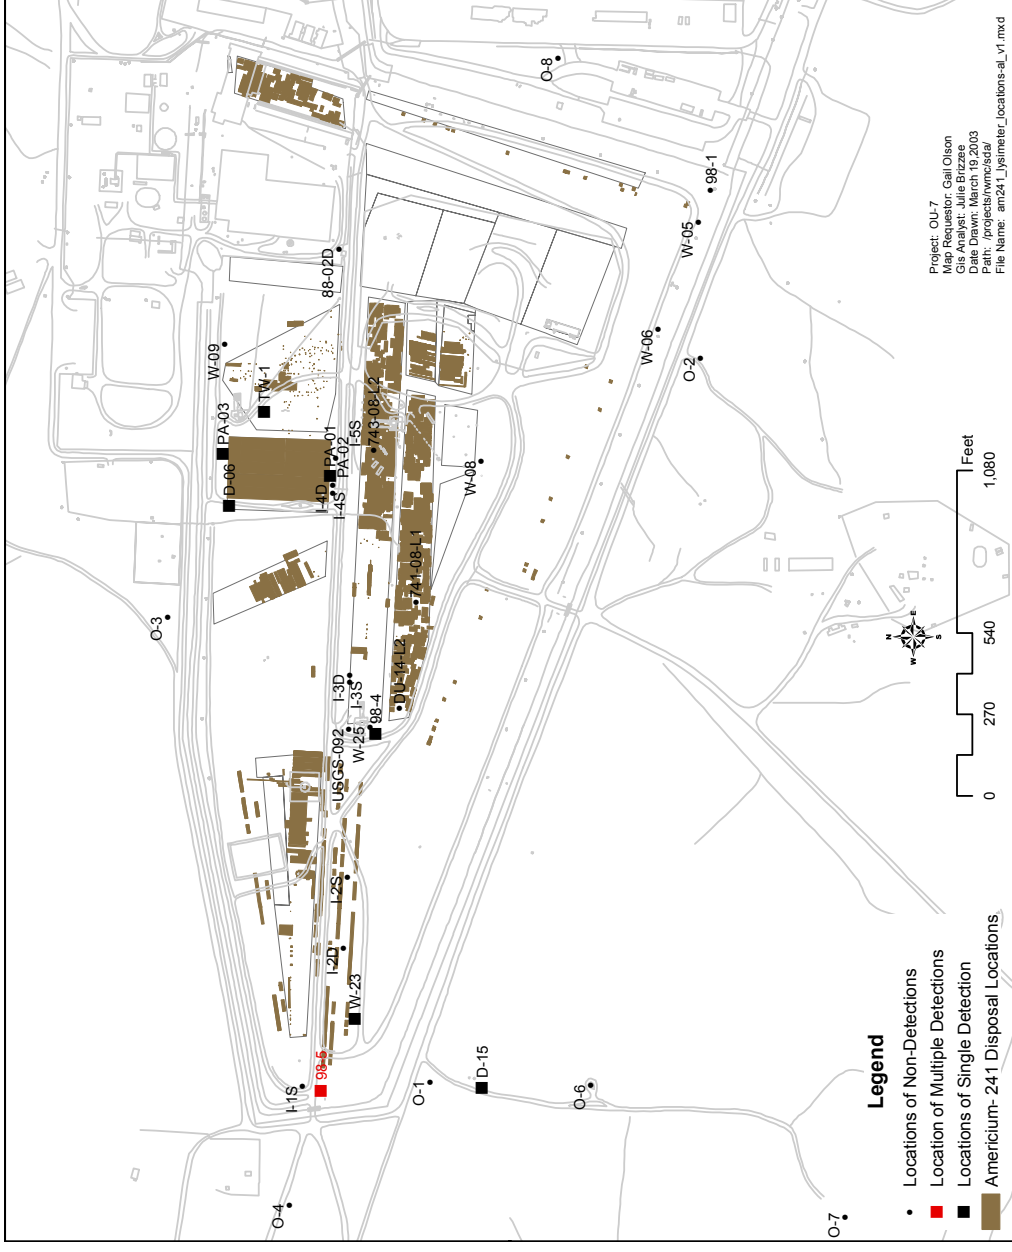 O-8
98-1
W-05
88-02D
W-06
O-2
W-09
TW-1
PA-03
D-06
PA-01
PA-02
I-4D
I-4S
I-5S
743-08-L2
W-08
741-08-L1
O-3
I-3D
I-3S
DU-14-L2
USGS-092
W-25
98-4
I-2S
I-2D
W-23
I-1S
98-5
O-1
D-15
O-6
O-4
O-7
N
E
S
W
0
270
540
1,080
Feet
Legend
Locations of Non-Detections
Location of Multiple Detections
Locations of Single Detection
Americium- 241 Disposal Locations
Project: OU-7
Map Requestor: Gail Olson
Gis Analyst: Julie Brizzee
Date Drawn: March 19,2003
Path: /projects/rwmc/sda/
File Name: am241_lysimeter_locations-al_v1.mxd